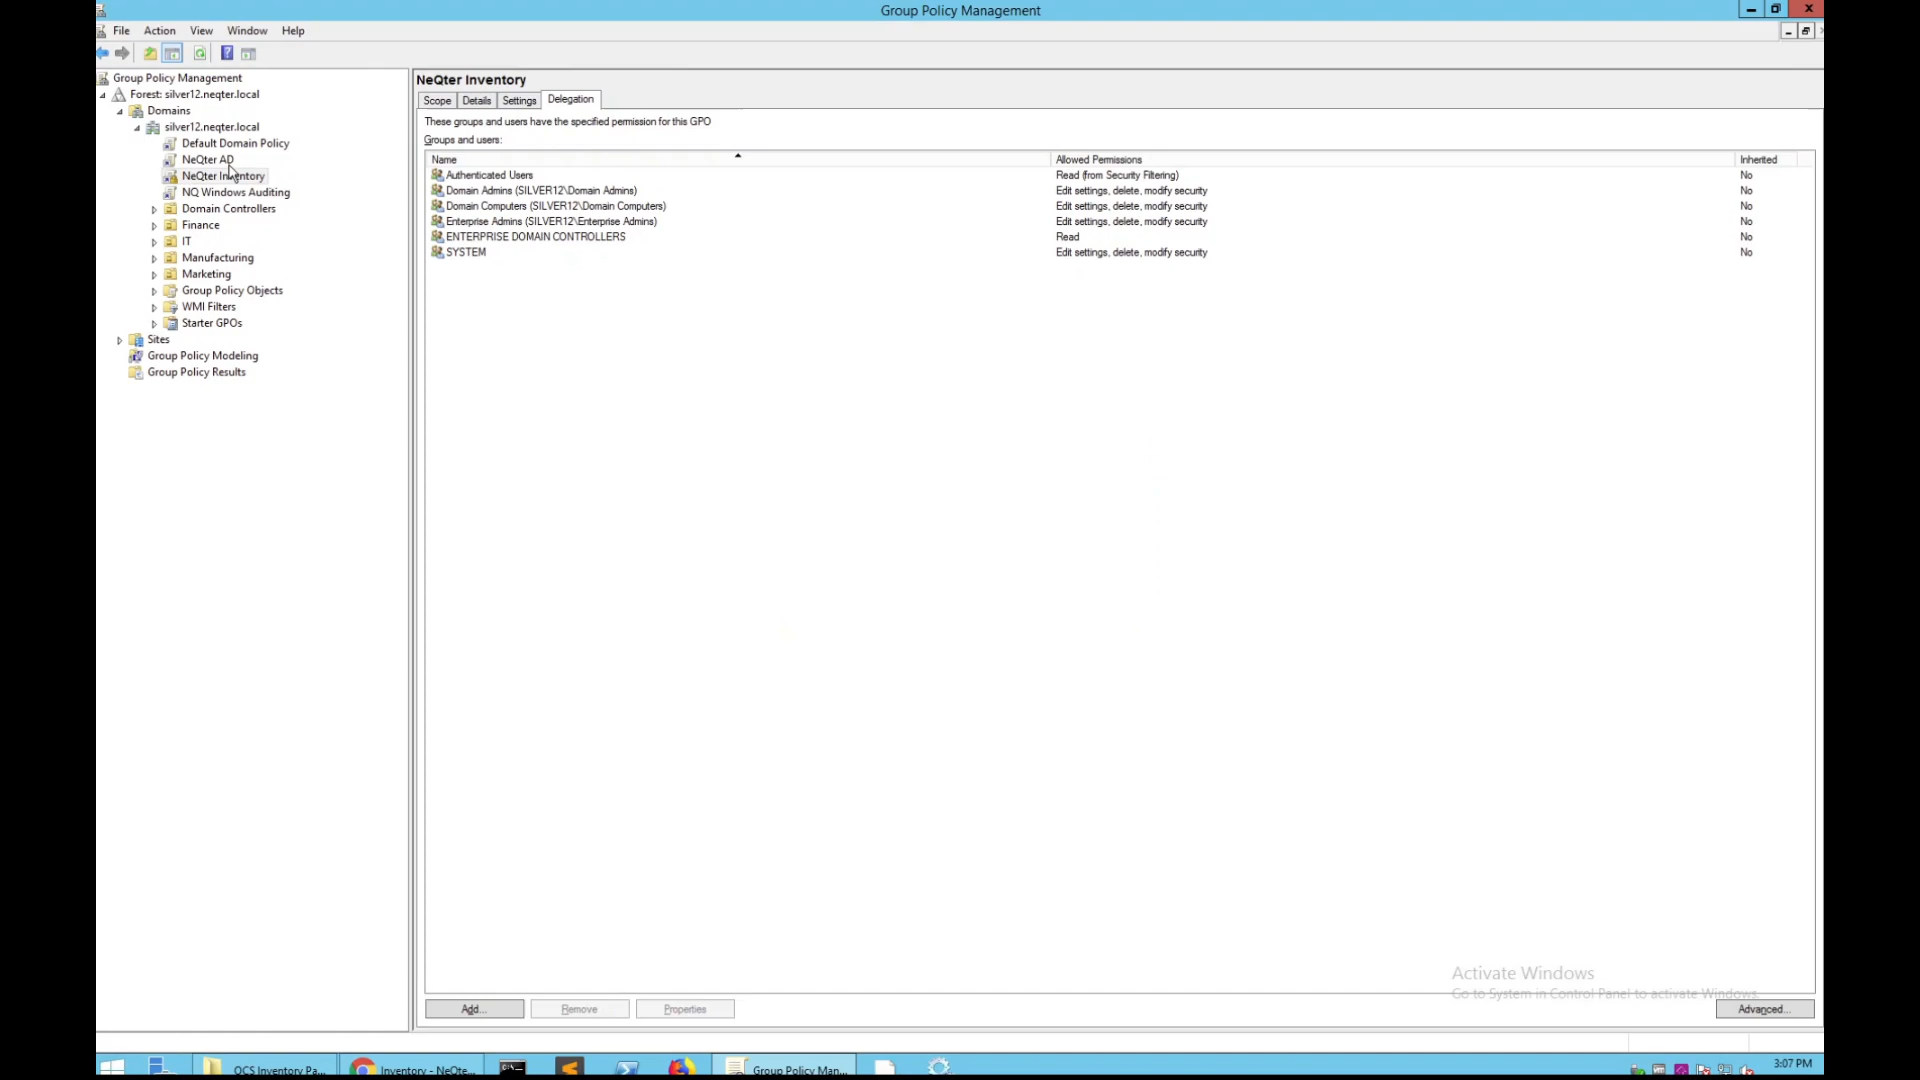 Group Policy Management
File Action View Window Help
Group Policy Management
Forest: silver12.neqter.local
Domains
silver12.neqter.local
Default Domain Policy
NeQter AD
NeQter Inventory
NQ Windows Auditing
Domain Controllers
Finance
IT
Manufacturing
Marketing
Group Policy Objects
WMI Filters
Starter GPOs
Sites
Group Policy Modeling
Group Policy Results
NeQter Inventory
Scope Details Settings Delegation
These groups and users have the specified permission for this GPO
Groups and users:
Name Allowed Permissions Inherited
Authenticated Users Read (from Security Filtering) No
Domain Admins (SILVER12\Domain Admins) Edit settings, delete, modify security No
Domain Computers (SILVER12\Domain Computers) Edit settings, delete, modify security No
Enterprise Admins (SILVER12\Enterprise Admins) Edit settings, delete, modify security No
ENTERPRISE DOMAIN CONTROLLERS Read No
SYSTEM Edit settings, delete, modify security No
Activate Windows
Go to System in Control Panel to activate Windows.
Add... Remove Properties Advanced...
OCS Inventory Pa... Inventory - NeQte... Group Policy Man... 3:07 PM